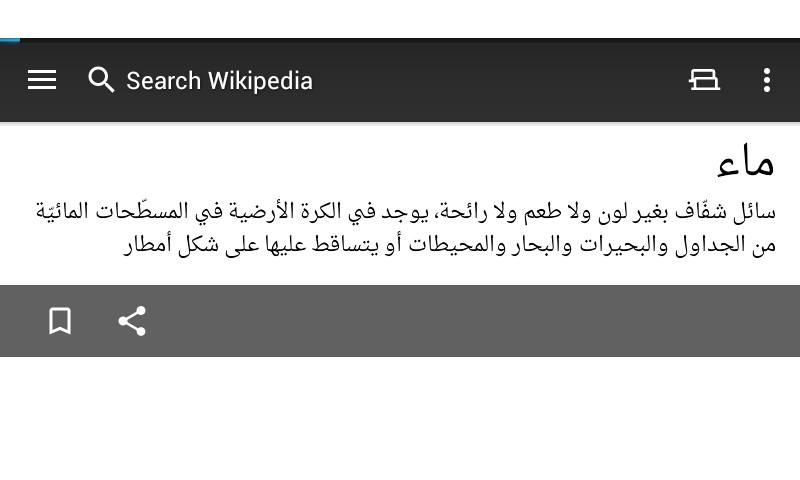 Search Wikipedia
ماء
سائل شفّاف بغير لون ولا طعم ولا رائحة، يوجد في الكرة الأرضية في المسطّحات المائيّة
من الجداول والبحيرات والبحار والمحيطات أو يتساقط عليها على شكل أمطار